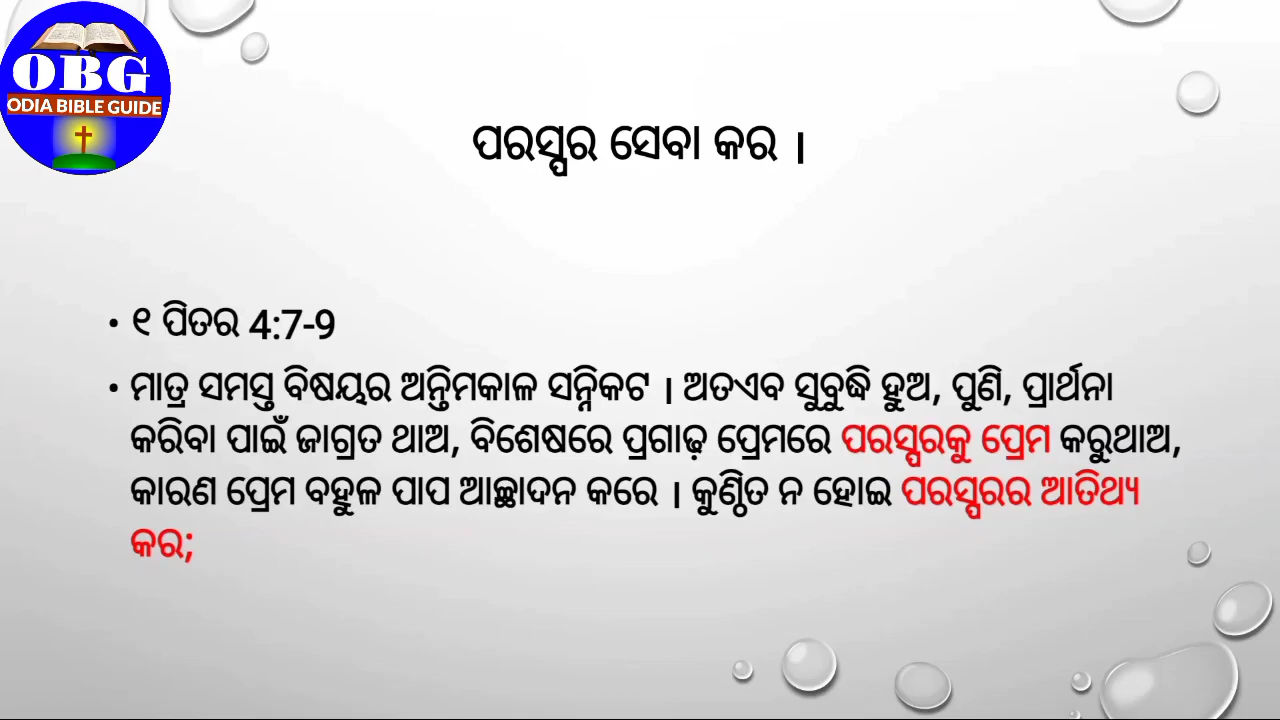 OBG
ODIA BIBLE GUIDE
ପରସ୍ପର ସେବା କର ।
• ୧ ପିତର 4:7-9
• ମାତ୍ର ସମସ୍ତ ବିଷୟର ଅନ୍ତିମକାଳ ସନ୍ନିକଟ । ଅତଏବ ସୁବୁଦ୍ଧି ହୁଅ, ପୁଣି, ପ୍ରାର୍ଥନା
କରିବା ପାଇଁ ଜାଗ୍ରତ ଥାଅ, ବିଶେଷରେ ପ୍ରଗାଢ଼ ପ୍ରେମରେ ପରସ୍ପରକୁ ପ୍ରେମ କରୁଥାଅ,
କାରଣ ପ୍ରେମ ବହୁଳ ପାପ ଆଚ୍ଛାଦନ କରେ । କୁଣ୍ଠିତ ନ ହୋଇ ପରସ୍ପରର ଆତିଥ୍ୟ
କର;